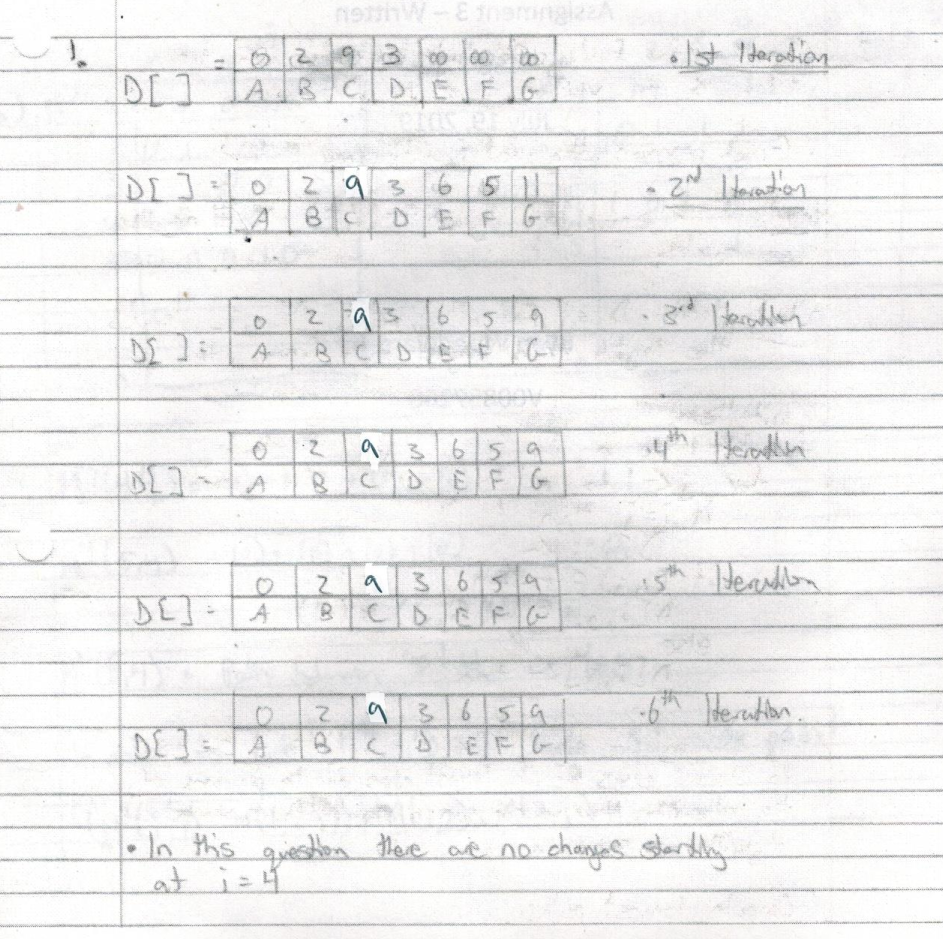 1. = 0 2 9 3 ∞ ∞ ∞ • 1st Iteration
D[ ] A B C D E F G
D[ ] = 0 2 9 3 6 5 11 • 2nd Iteration
A B C D E F G
0 2 9 3 6 5 9 • 3rd Iteration
D[ ] = A B C D E F G
0 2 9 3 6 5 9 • 4th Iteration
D[ ] = A B C D E F G
0 2 9 3 6 5 9 • 5th Iteration
D[ ] = A B C D E F G
0 2 9 3 6 5 9 • 6th Iteration.
D[ ] = A B C D E F G
• In this question there are no changes starting
at i = 4